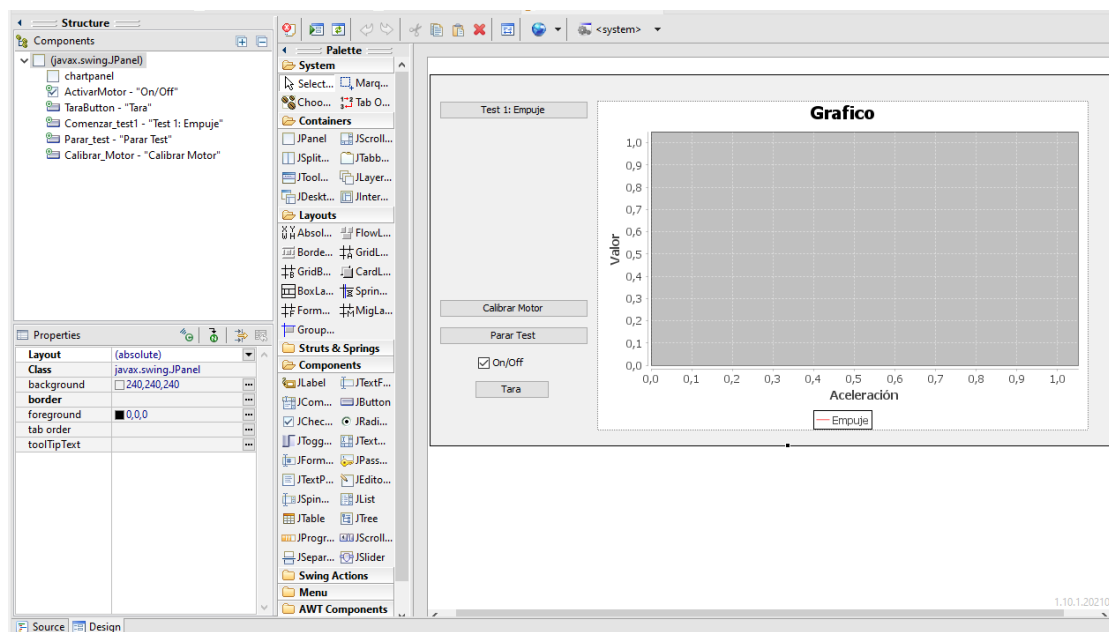 Structure
Components
(javax.swing.JPanel)
chartpanel
ActivarMotor - "On/Off"
TaraButton - "Tara"
Comenzar_test1 - "Test 1: Empuje"
Parar_test - "Parar Test"
Calibrar_Motor - "Calibrar Motor"
Properties
Layout (absolute)
Class javax.swing.JPanel
background 240,240,240 ...
border ...
foreground 0,0,0 ...
tab order ...
toolTipText ...
Source Design
<system>
Palette
System
Select... Marq...
Choo... Tab O...
Containers
JPanel JScroll...
JSplit... JTabb...
JTool... JLayer...
JDeskt... JInter...
Layouts
Absol... FlowL...
Borde... GridL...
GridB... CardL...
BoxLa... Sprin...
Form... MigLa...
Group...
Struts & Springs
Components
JLabel JTextF...
JCom... JButton
JChec... JRadi...
JTogg... JText...
JForm... JPass...
JTextP... JEdito...
JSpin... JList
JTable JTree
JProgr... JScroll...
JSepar... JSlider
Swing Actions
Menu
AWT Components
Test 1: Empuje
Calibrar Motor
Parar Test
On/Off
Tara
Grafico
Valor
1,0
0,9
0,8
0,7
0,6
0,5
0,4
0,3
0,2
0,1
0,0
0,0 0,1 0,2 0,3 0,4 0,5 0,6 0,7 0,8 0,9 1,0
Aceleración
Empuje
1.10.1.20210